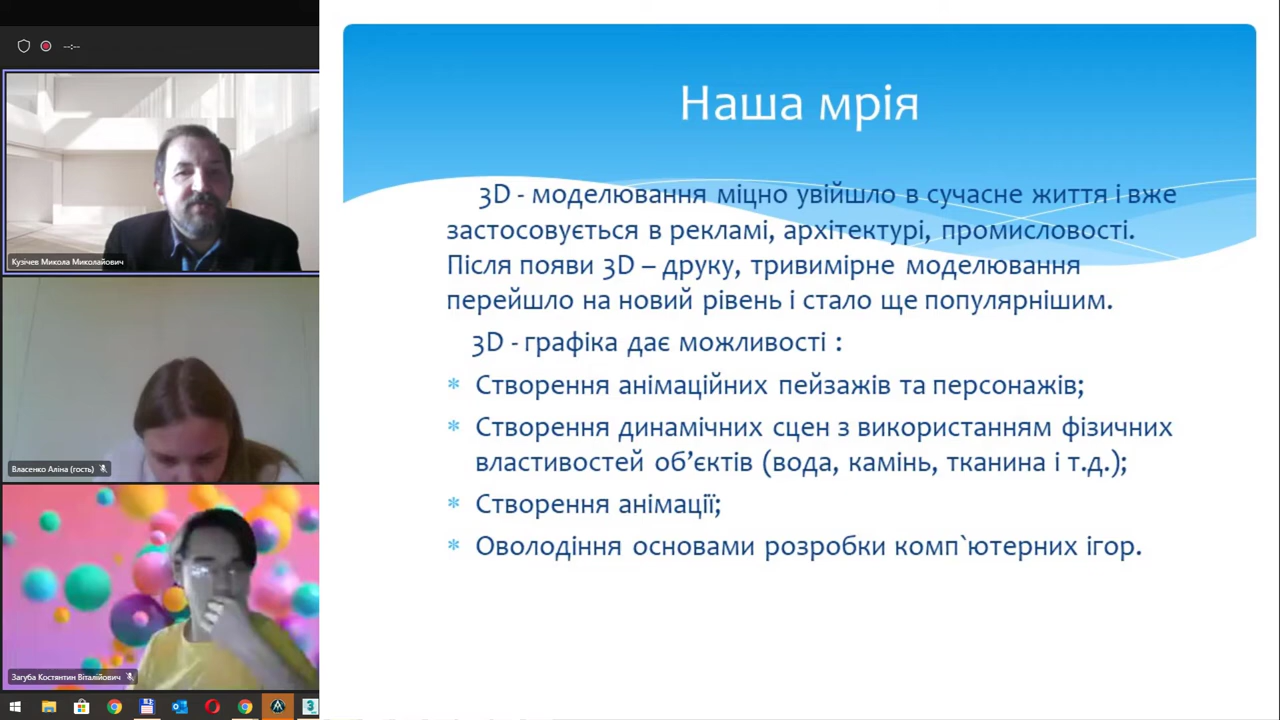 --:--
Кузічев Микола Миколайович
Власенко Аліна (гость)
Загуба Костянтин Віталійович
Наша мрія
3D - моделювання міцно увійшло в сучасне життя і вже
застосовується в рекламі, архітектурі, промисловості.
Після появи 3D – друку, тривимірне моделювання
перейшло на новий рівень і стало ще популярнішим.
3D - графіка дає можливості :
* Створення анімаційних пейзажів та персонажів;
* Створення динамічних сцен з використанням фізичних
властивостей об’єктів (вода, камінь, тканина і т.д.);
* Створення анімації;
* Оволодіння основами розробки комп`ютерних ігор.